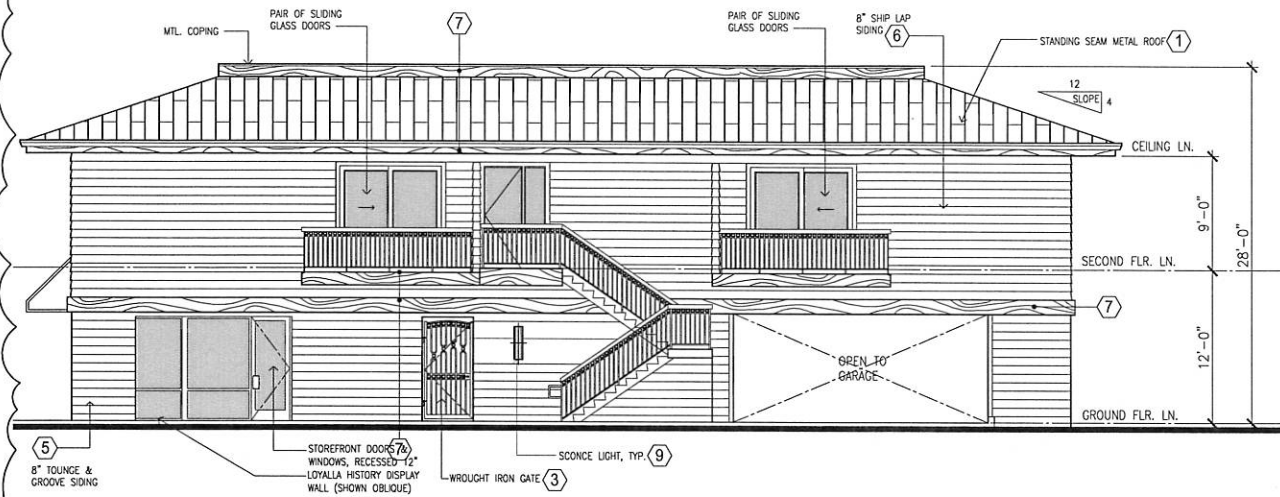 PAIR OF SLIDING
GLASS DOORS
MTL. COPING
7
PAIR OF SLIDING
GLASS DOORS
8" SHIP LAP
SIDING 6
STANDING SEAM METAL ROOF 1
12
SLOPE 4
CEILING LN.
9'-0"
28'-0"
SECOND FLR. LN.
7
12'-0"
OPEN TO
GARAGE
GROUND FLR. LN.
5
8" TOUNGE &
GROOVE SIDING
STOREFRONT DOORS &
WINDOWS, RECESSED 12"
LOYALLA HISTORY DISPLAY
WALL (SHOWN OBLIQUE)
7
WROUGHT IRON GATE 3
SCONCE LIGHT, TYP. 9